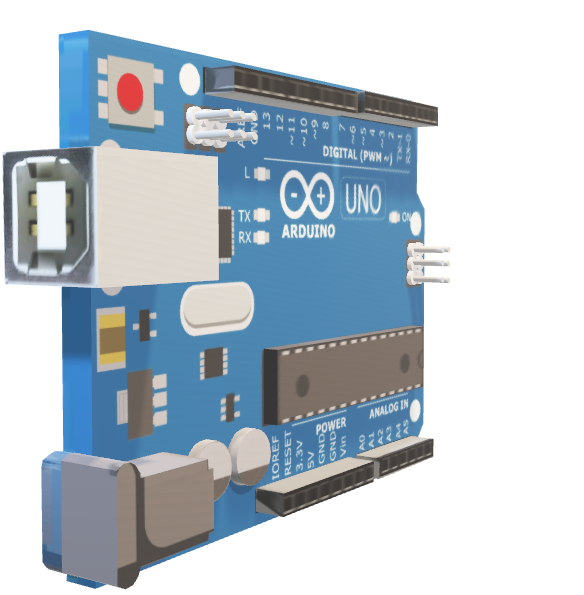 AREF
GND
13
12
~11
~10
~9
8
7
~6
~5
4
~3
2
TX-1
RX-0
DIGITAL (PWM ~)
L
TX
RX
ARDUINO
UNO
ON
POWER
ANALOG IN
IOREF
RESET
3.3V
5V
GND
GND
Vin
A0
A1
A2
A3
A4
A5